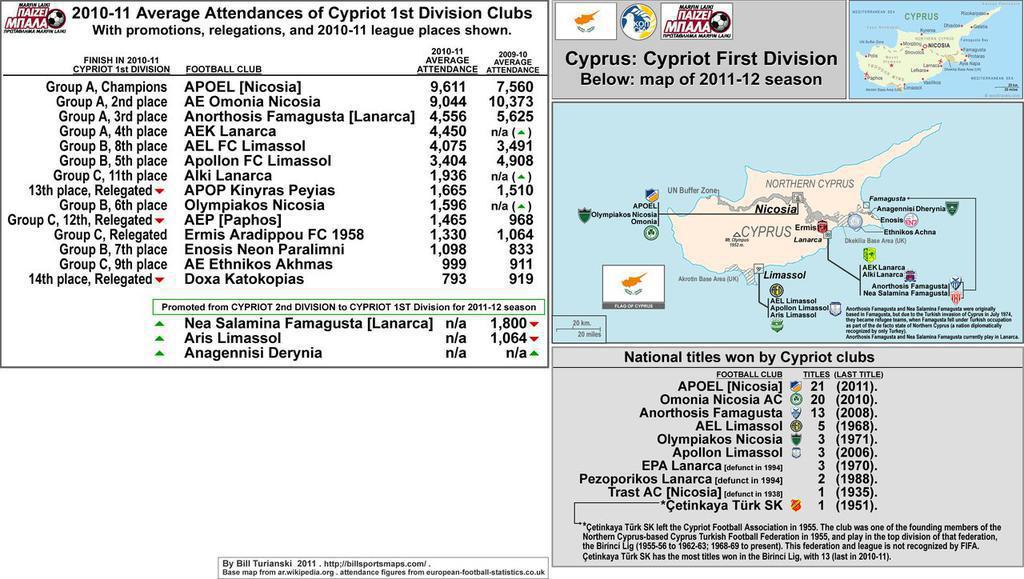 MARFIN LAIKI
ΠΑΙΖΕΙ
ΜΠΑΛΑ
ΠΡΩΤΑΘΛΗΜΑ MARFIN LAIKI
2010-11 Average Attendances of Cypriot 1st Division Clubs
With promotions, relegations, and 2010-11 league places shown.
FINISH IN 2010-11 CYPRIOT 1st DIVISION FOOTBALL CLUB 2010-11 AVERAGE ATTENDANCE 2009-10 AVERAGE ATTENDANCE
Group A, Champions APOEL [Nicosia] 9,611 7,560
Group A, 2nd place AE Omonia Nicosia 9,044 10,373
Group A, 3rd place Anorthosis Famagusta [Lanarca] 4,556 5,625
Group A, 4th place AEK Lanarca 4,450 n/a (▲)
Group B, 8th place AEL FC Limassol 4,075 3,491
Group B, 5th place Apollon FC Limassol 3,404 4,908
Group C, 11th place Alki Lanarca 1,936 n/a (▲)
13th place, Relegated ▼ APOP Kinyras Peyias 1,665 1,510
Group B, 6th place Olympiakos Nicosia 1,596 n/a (▲)
Group C, 12th, Relegated ▼ AEP [Paphos] 1,465 968
Group C, Relegated Ermis Aradippou FC 1958 1,330 1,064
Group B, 7th place Enosis Neon Paralimni 1,098 833
Group C, 9th place AE Ethnikos Akhmas 999 911
14th place, Relegated ▼ Doxa Katokopias 793 919
Promoted from CYPRIOT 2nd DIVISION to CYPRIOT 1ST Division for 2011-12 season
▲ Nea Salamina Famagusta [Lanarca] n/a 1,800 ▼
▲ Aris Limassol n/a 1,064 ▼
▲ Anagennisi Derynia n/a n/a ▲
By Bill Turianski 2011 . http://billsportsmaps.com/ .
Base map from ar.wikipedia.org . attendance figures from european-football-statistics.co.uk
MARFIN LAIKI
ΠΑΙΖΕΙ
ΜΠΑΛΑ
Cyprus: Cypriot First Division
Below: map of 2011-12 season
MEDITERRANEAN SEA
CYPRUS
NICOSIA
Famagusta
Larnaca
Paphos
Limassol
MEDITERRANEAN SEA
UN Buffer Zone
NORTHERN CYPRUS
APOEL
Olympiakos Nicosia
Omonia
Nicosia
CYPRUS
Mt. Olympus
1952 m.
Ermis
Lanarca
Famagusta
Anagennisi Dherynia
Enosis
Ethnikos Achna
Dkekilia Base Area (UK)
Akrotin Base Area (UK)
Limassol
AEK Lanarca
Alki Lanarca
Anorthosis Famagusta
Nea Salamina Famagusta
AEL Limassol
Apollon Limassol
Aris Limassol
FLAG OF CYPRUS
20 km.
20 miles
Anorthosis Famagusta and Nea Salamina Famagusta were originally
based in Famagusta, but due to the Turkish invasion of Cyprus in July 1974,
they became refugee teams, when Famagusta fell under Turkish occupation
as part of the de facto state of Northern Cyprus (a nation diplomatically
recognized by only Turkey).
Anorthosis Famagusta and Nea Salamina Famagusta currently play in Lanarca.
National titles won by Cypriot clubs
FOOTBALL CLUB TITLES (LAST TITLE)
APOEL [Nicosia] 21 (2011).
Omonia Nicosia AC 20 (2010).
Anorthosis Famagusta 13 (2008).
AEL Limassol 5 (1968).
Olympiakos Nicosia 3 (1971).
Apollon Limassol 3 (2006).
EPA Lanarca [defunct in 1994] 3 (1970).
Pezoporikos Lanarca [defunct in 1994] 2 (1988).
Trast AC [Nicosia] [defunct in 1938] 1 (1935).
*Çetinkaya Türk SK 1 (1951).
*Çetinkaya Türk SK left the Cypriot Football Association in 1955. The club was one of the founding members of the
Northern Cyprus-based Cyprus Turkish Football Federation in 1955, and play in the top division of that federation,
the Birinci Lig (1955-56 to 1962-63; 1968-69 to present). This federation and league is not recognized by FIFA.
Çetinkaya Türk SK has the most titles won in the Birinci Lig, with 13 (last in 2010-11).